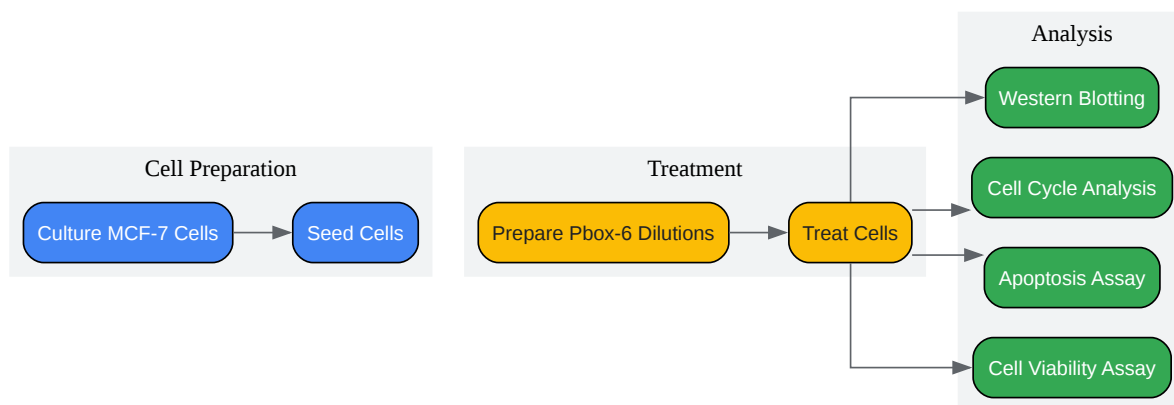 Cell Preparation
Culture MCF-7 Cells
Seed Cells
Treatment
Prepare Pbox-6 Dilutions
Treat Cells
Analysis
Western Blotting
Cell Cycle Analysis
Apoptosis Assay
Cell Viability Assay